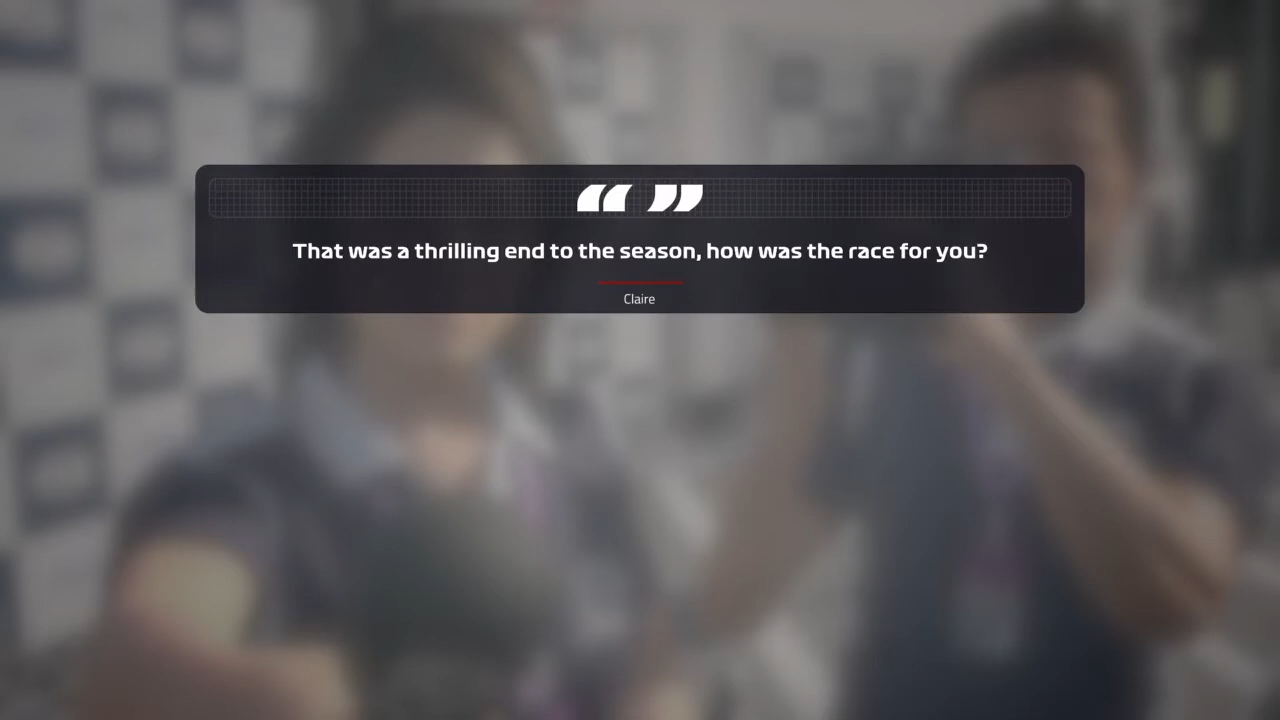 “ ”
That was a thrilling end to the season, how was the race for you?
Claire